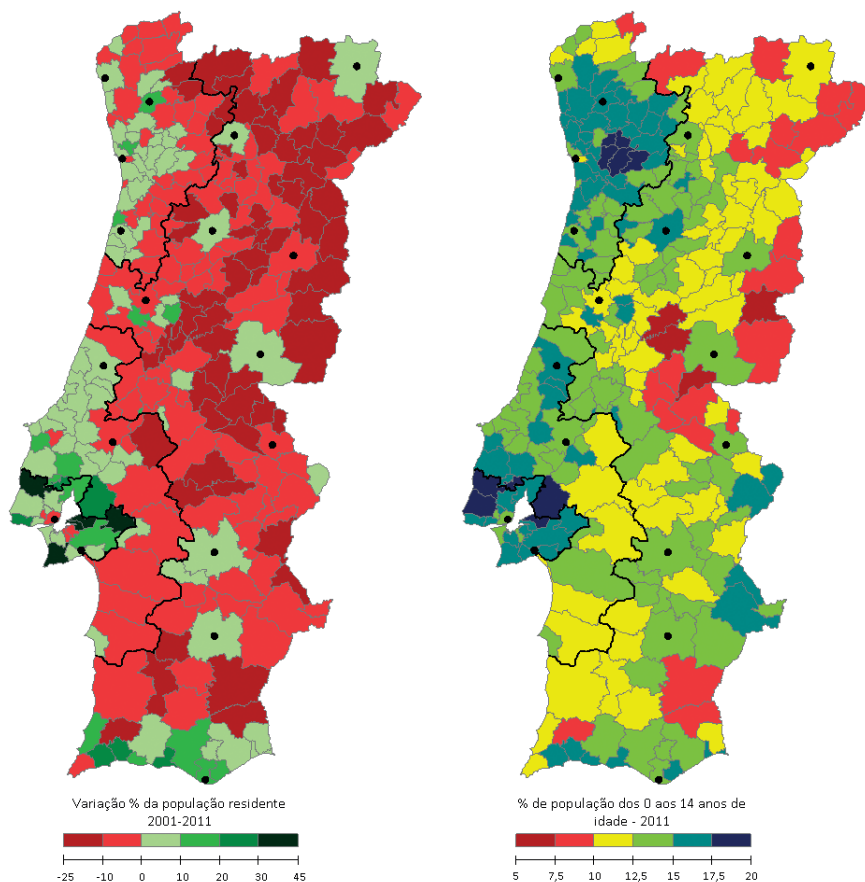 Variação % da população residente
2001-2011
-25 -10 0 10 20 30 45
% de população dos 0 aos 14 anos de
idade - 2011
5 7,5 10 12,5 15 17,5 20